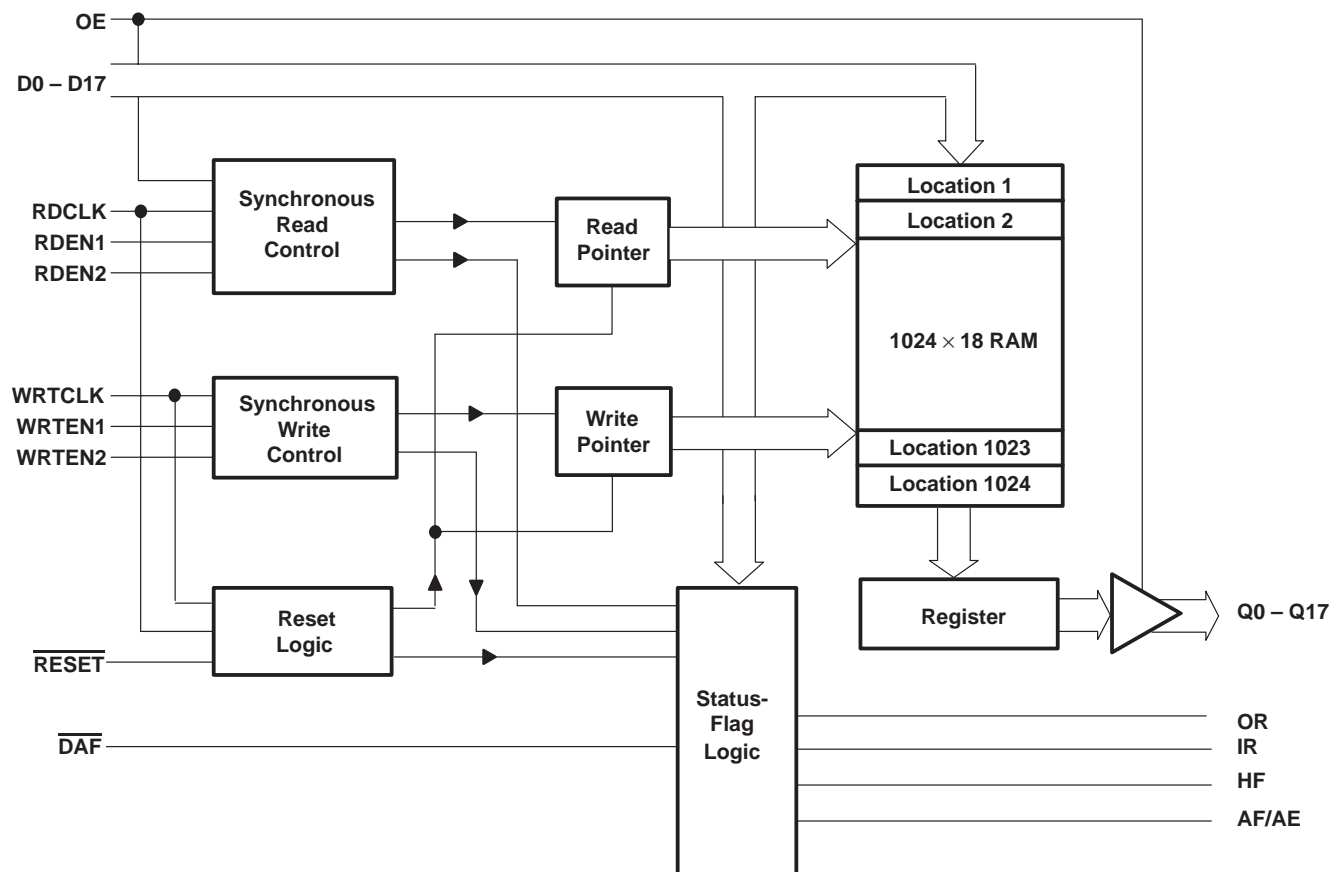 OE
D0 – D17
RDCLK
RDEN1
RDEN2
Synchronous
Read
Control
Read
Pointer
Location 1
Location 2
1024 × 18 RAM
WRTCLK
WRTEN1
WRTEN2
Synchronous
Write
Control
Write
Pointer
Location 1023
Location 1024
RESET
Reset
Logic
Register
Q0 – Q17
DAF
Status-
Flag
Logic
OR
IR
HF
AF/AE